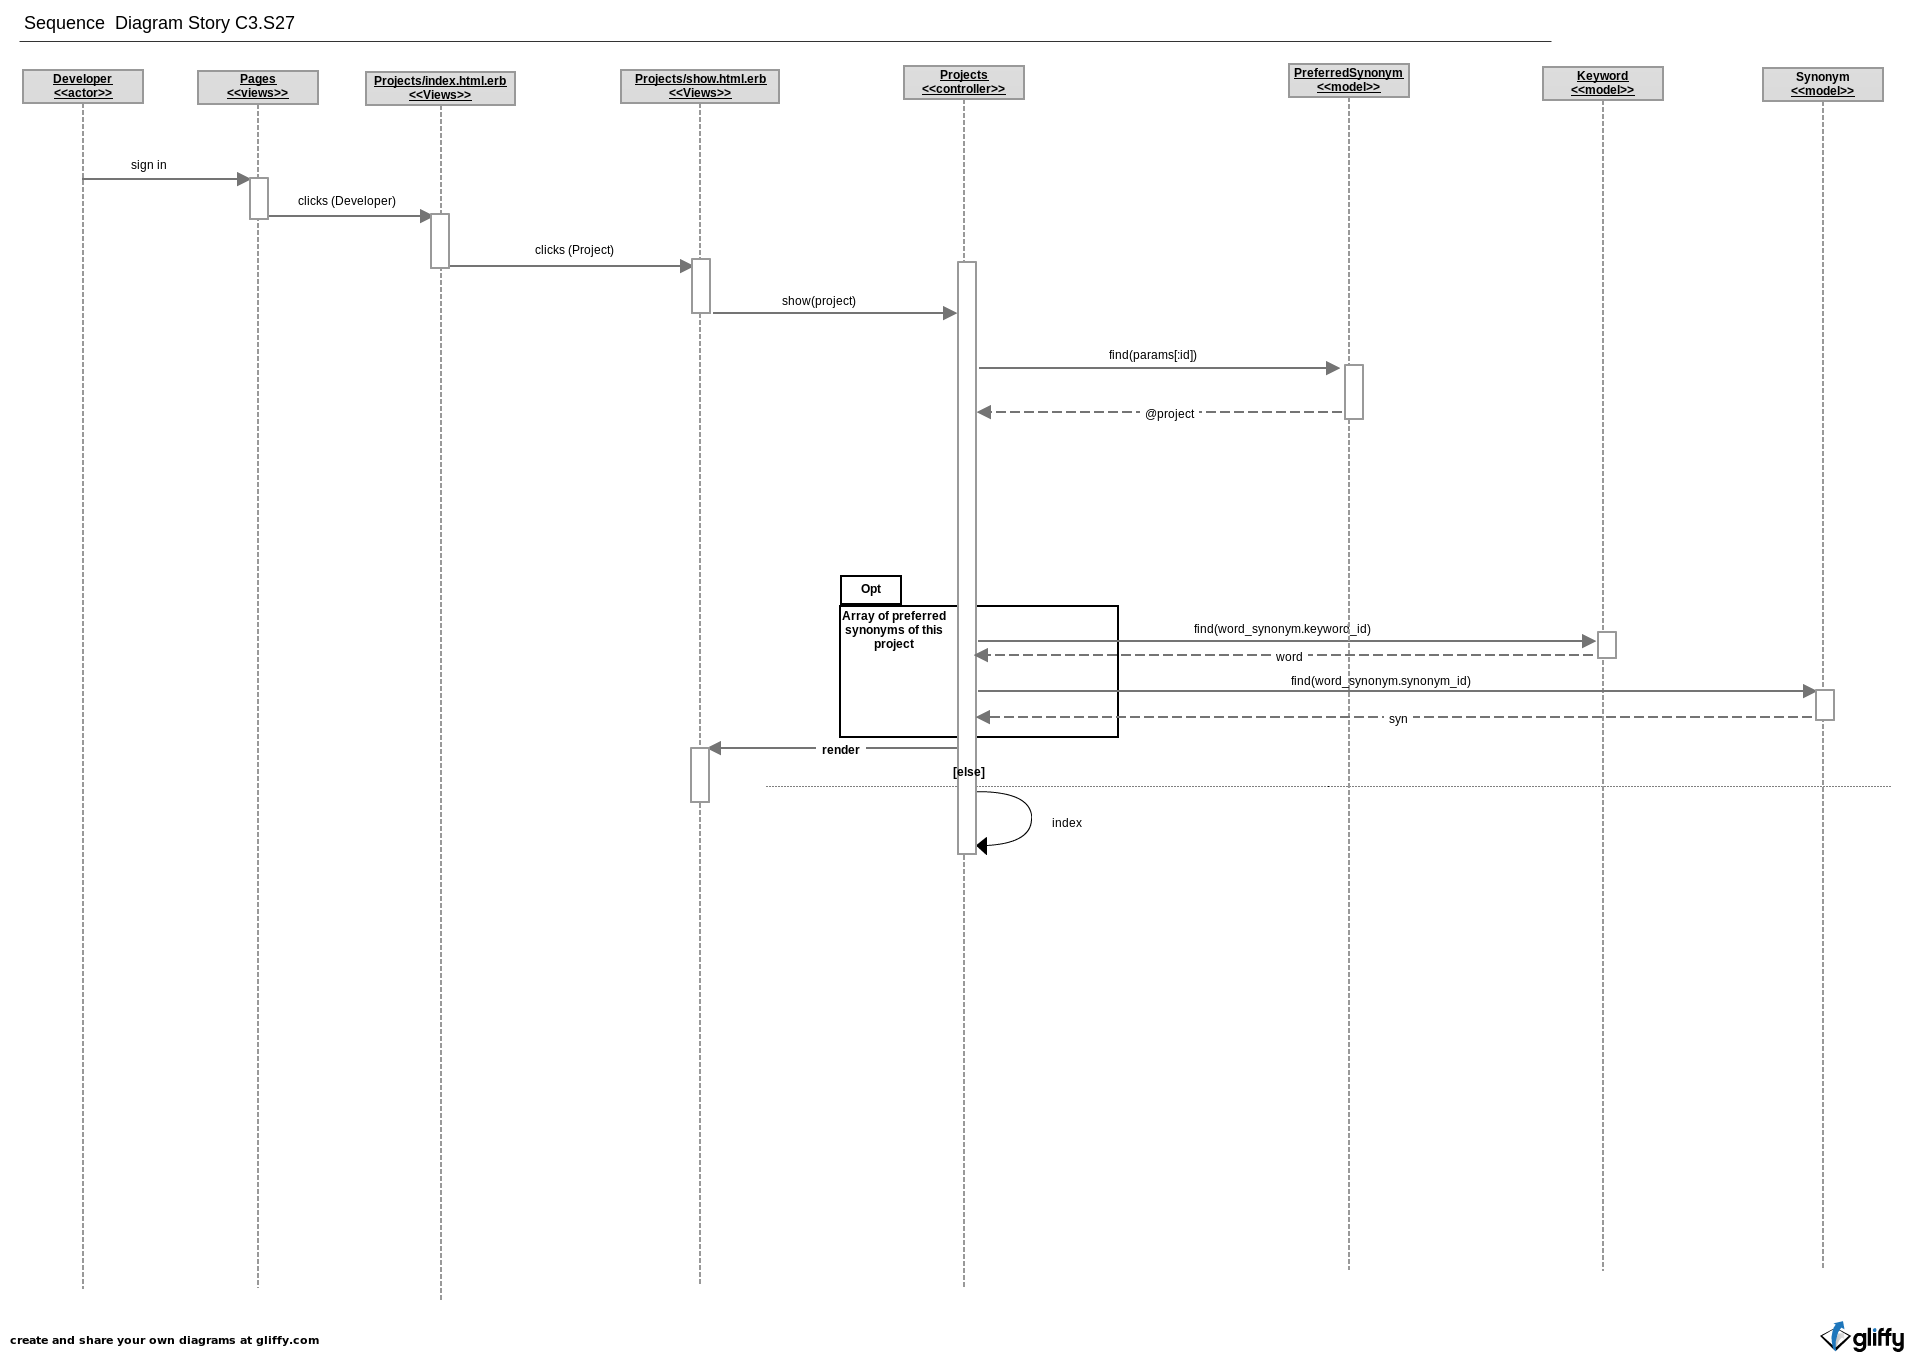 Sequence  Diagram Story C3.S27
Developer
<<actor>>
Pages
<<views>>
Projects/index.html.erb
<<Views>>
Projects/show.html.erb
<<Views>>
Projects
<<controller>>
PreferredSynonym
<<model>>
Keyword
<<model>>
Synonym
<<model>>
sign in
clicks (Developer)
clicks (Project)
show(project)
find(params[:id])
@project
Opt
Array of preferred
synonyms of this
project
find(word_synonym.keyword_id)
word
find(word_synonym.synonym_id)
syn
render
[else]
index
create and share your own diagrams at gliffy.com
gliffy